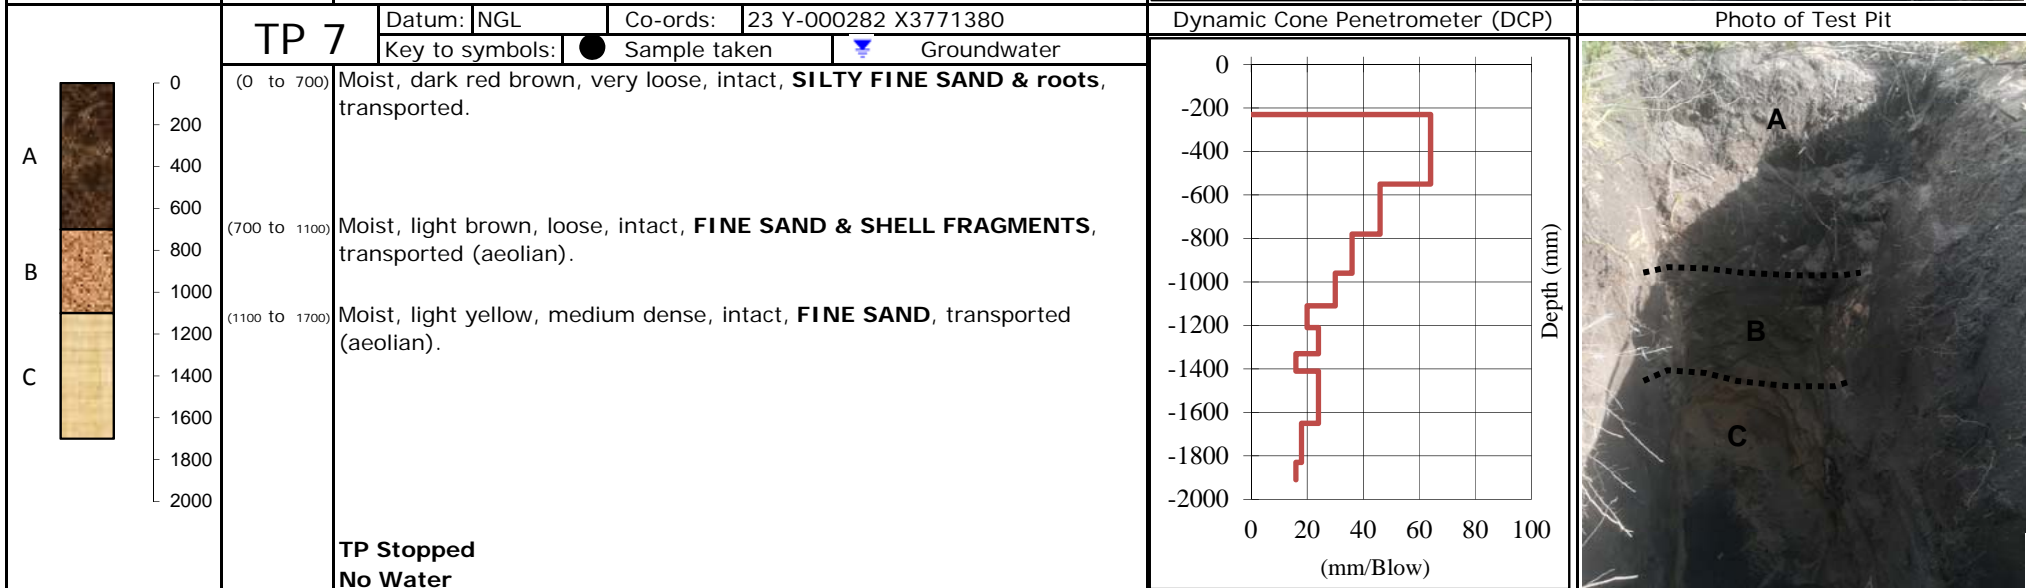 TP 7
Datum: NGL Co-ords: 23 Y-000282 X3771380
Key to symbols: Sample taken Groundwater
Dynamic Cone Penetrometer (DCP)
Photo of Test Pit
A
B
C
0
200
400
600
800
1000
1200
1400
1600
1800
2000
(0 to 700) Moist, dark red brown, very loose, intact, SILTY FINE SAND & roots,
transported.
(700 to 1100) Moist, light brown, loose, intact, FINE SAND & SHELL FRAGMENTS,
transported (aeolian).
(1100 to 1700) Moist, light yellow, medium dense, intact, FINE SAND, transported
(aeolian).
TP Stopped
No Water
0
-200
-400
-600
-800
-1000
-1200
-1400
-1600
-1800
-2000
0 20 40 60 80 100
(mm/Blow)
Depth (mm)
A
B
C